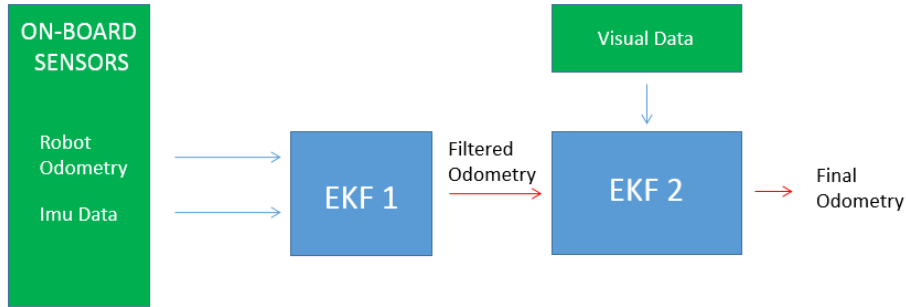 ON-BOARD
SENSORS
Robot
Odometry
Imu Data
EKF 1
Filtered
Odometry
Visual Data
EKF 2
Final
Odometry